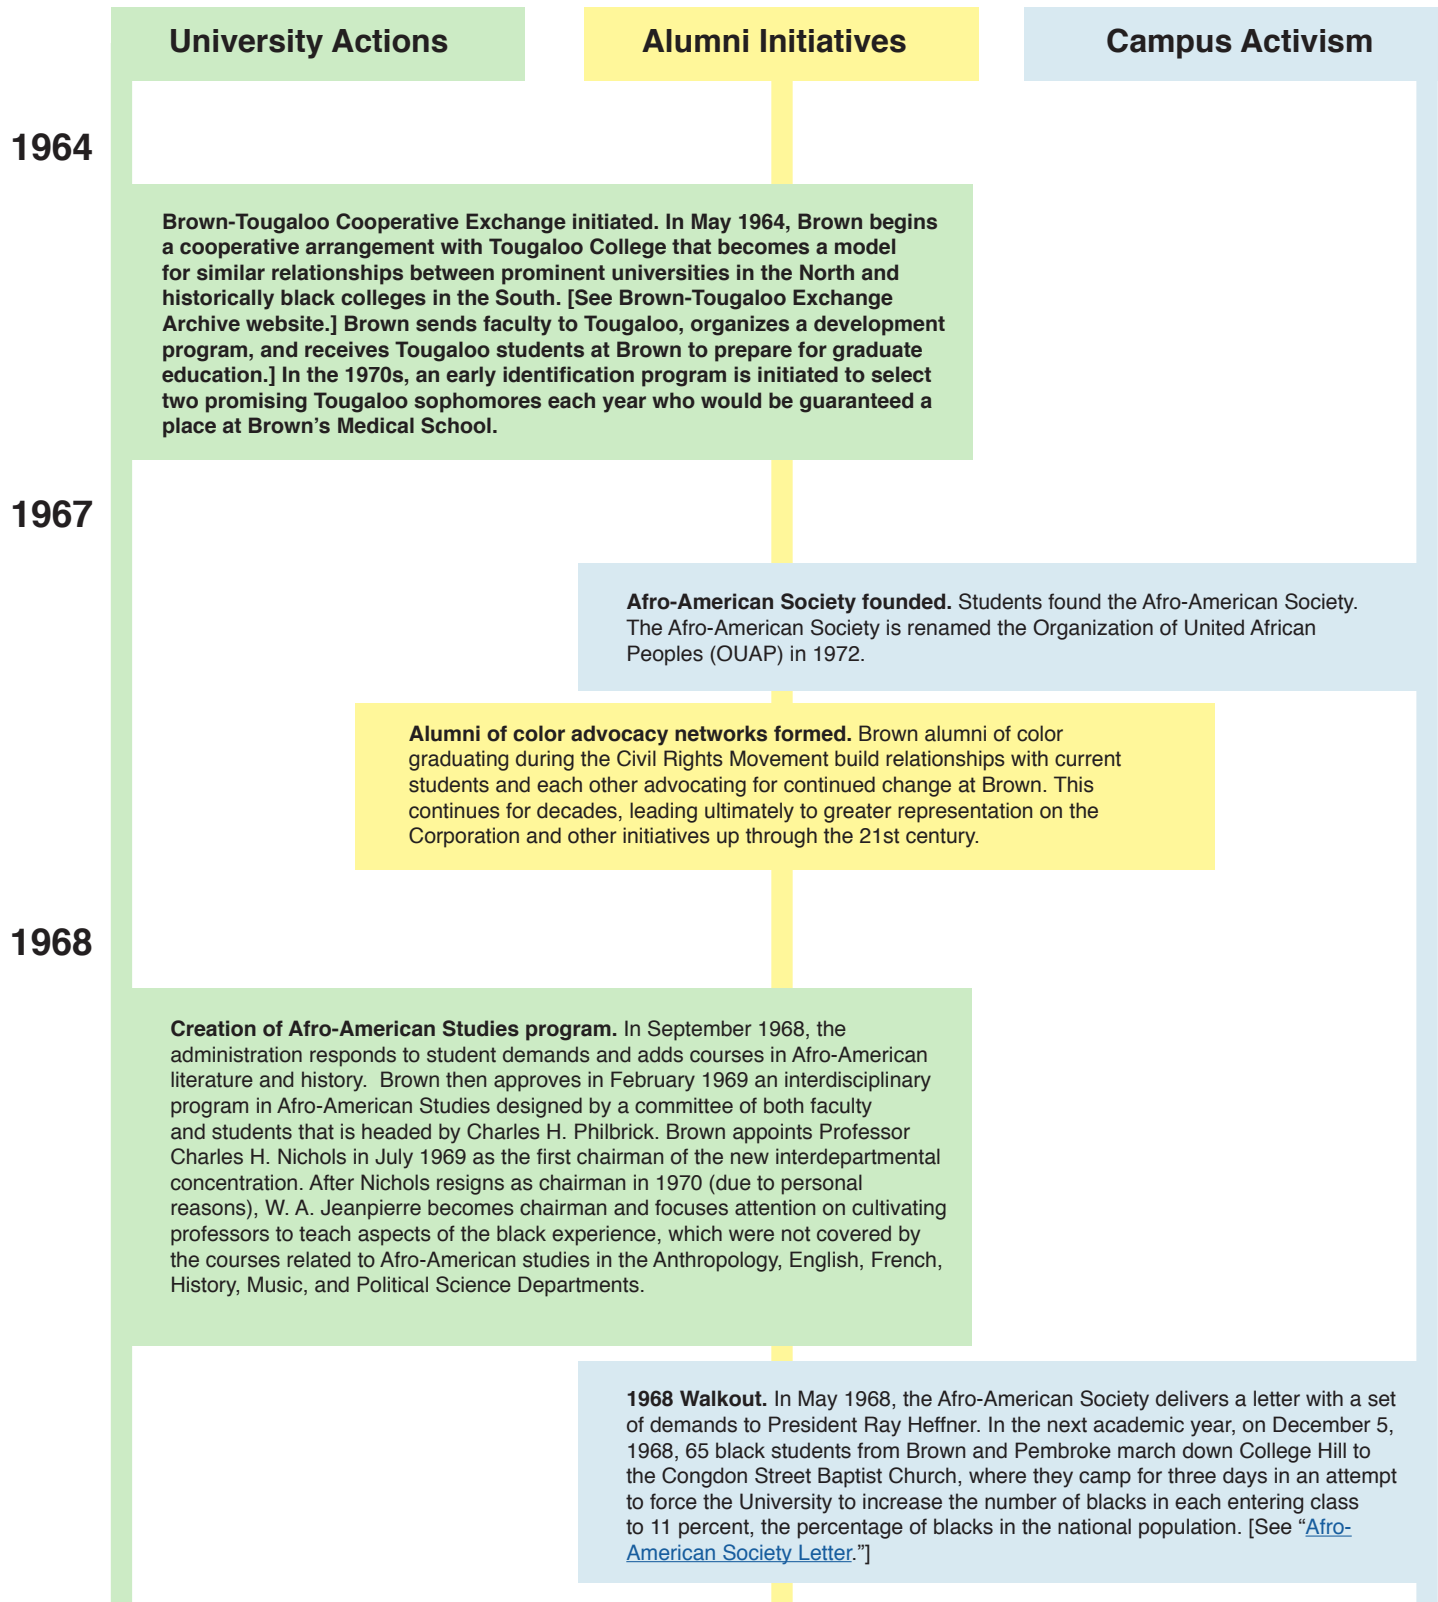 University Actions
Alumni Initiatives
Campus Activism
1964
Brown-Tougaloo Cooperative Exchange initiated. In May 1964, Brown begins
a cooperative arrangement with Tougaloo College that becomes a model
for similar relationships between prominent universities in the North and
historically black colleges in the South. [See Brown-Tougaloo Exchange
Archive website.] Brown sends faculty to Tougaloo, organizes a development
program, and receives Tougaloo students at Brown to prepare for graduate
education.] In the 1970s, an early identification program is initiated to select
two promising Tougaloo sophomores each year who would be guaranteed a
place at Brown’s Medical School.
1967
Afro-American Society founded. Students found the Afro-American Society.
The Afro-American Society is renamed the Organization of United African
Peoples (OUAP) in 1972.
Alumni of color advocacy networks formed. Brown alumni of color
graduating during the Civil Rights Movement build relationships with current
students and each other advocating for continued change at Brown. This
continues for decades, leading ultimately to greater representation on the
Corporation and other initiatives up through the 21st century.
1968
Creation of Afro-American Studies program. In September 1968, the
administration responds to student demands and adds courses in Afro-American
literature and history.  Brown then approves in February 1969 an interdisciplinary
program in Afro-American Studies designed by a committee of both faculty
and students that is headed by Charles H. Philbrick. Brown appoints Professor
Charles H. Nichols in July 1969 as the first chairman of the new interdepartmental
concentration. After Nichols resigns as chairman in 1970 (due to personal
reasons), W. A. Jeanpierre becomes chairman and focuses attention on cultivating
professors to teach aspects of the black experience, which were not covered by
the courses related to Afro-American studies in the Anthropology, English, French,
History, Music, and Political Science Departments.
1968 Walkout. In May 1968, the Afro-American Society delivers a letter with a set
of demands to President Ray Heffner. In the next academic year, on December 5,
1968, 65 black students from Brown and Pembroke march down College Hill to
the Congdon Street Baptist Church, where they camp for three days in an attempt
to force the University to increase the number of blacks in each entering class
to 11 percent, the percentage of blacks in the national population. [See “Afro-
American Society Letter.”]